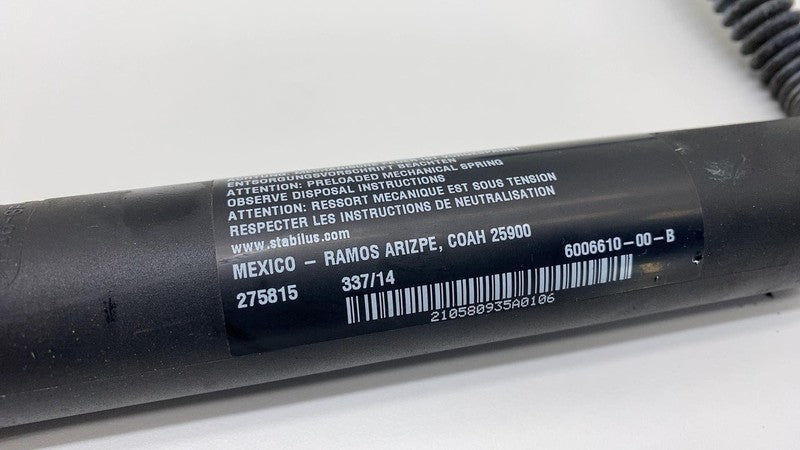 ENTSORGUNGSVORSCHRIFT BEACHTEN
ATTENTION: PRELOADED MECHANICAL SPRING
OBSERVE DISPOSAL INSTRUCTIONS
ATTENTION: RESSORT MECANIQUE EST SOUS TENSION
RESPECTER LES INSTRUCTIONS DE NEUTRALISATION
www.stabilus.com
MEXICO – RAMOS ARIZPE, COAH 25900
6006610-00-B
275815 337/14
210580935A0106